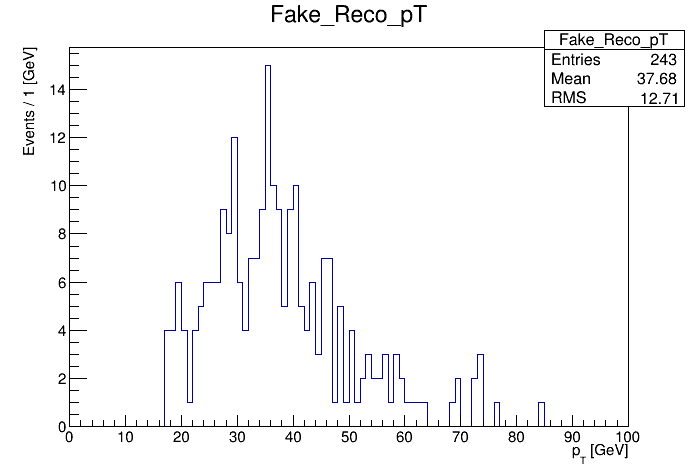 Fake_Reco_pT
Fake_Reco_pT
Entries 243
Mean 37.68
RMS 12.71
Events / 1 [GeV]
14
12
10
8
6
4
2
0
0 10 20 30 40 50 60 70 80 90 100
p_T [GeV]